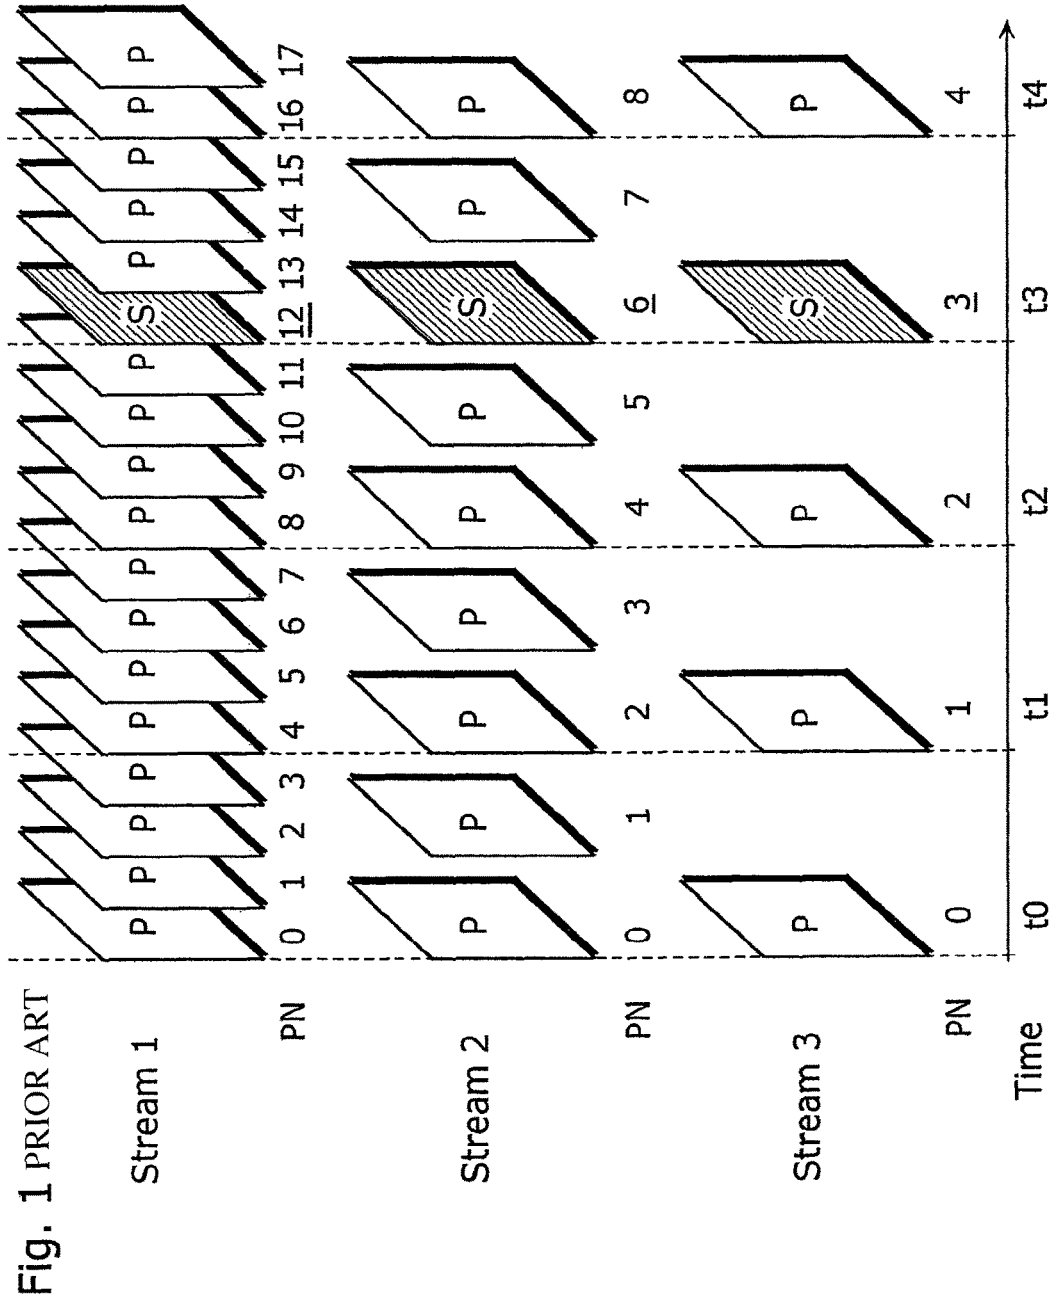 Fig. 1 PRIOR ART
Stream 1
P P P P P P P P P P P P S P P P P P
PN 0 1 2 3 4 5 6 7 8 9 10 11 12 13 14 15 16 17
Stream 2
P P P P P P S P P
PN 0 1 2 3 4 5 6 7 8
Stream 3
P P P S P
PN 0 1 2 3 4
Time t0 t1 t2 t3 t4